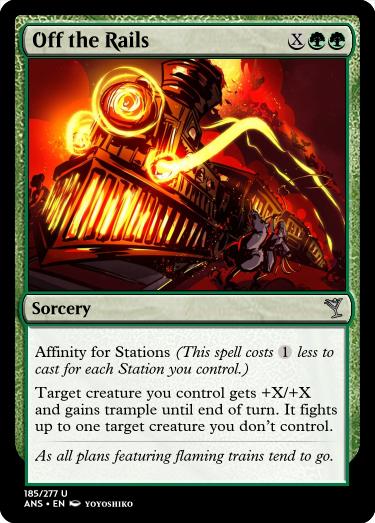 Off the Rails X
Sorcery
Affinity for Stations (This spell costs 1 less to
cast for each Station you control.)
Target creature you control gets +X/+X
and gains trample until end of turn. It fights
up to one target creature you don't control.
As all plans featuring flaming trains tend to go.
185/277 U
ANS • EN YOYOSHIKO